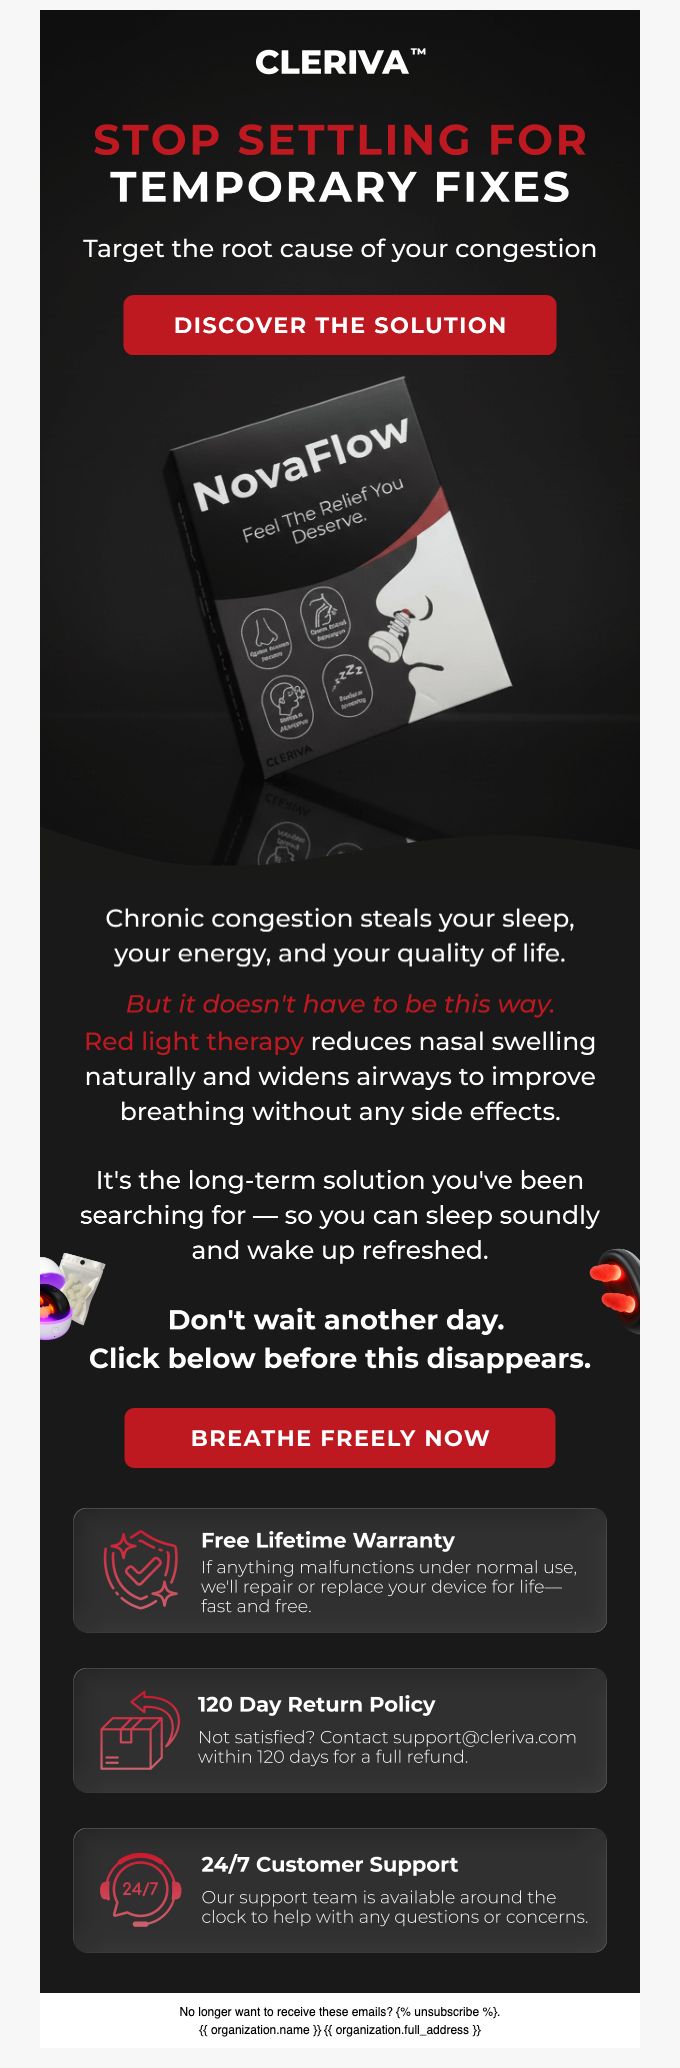 CLERIVA™
STOP SETTLING FOR
TEMPORARY FIXES
Target the root cause of your congestion
DISCOVER THE SOLUTION
NovaFlow
Feel The Relief You
Deserve.
CLERIVA
Chronic congestion steals your sleep,
your energy, and your quality of life.
But it doesn't have to be this way.
Red light therapy reduces nasal swelling
naturally and widens airways to improve
breathing without any side effects.
It's the long-term solution you've been
searching for — so you can sleep soundly
and wake up refreshed.
Don't wait another day.
Click below before this disappears.
BREATHE FREELY NOW
Free Lifetime Warranty
If anything malfunctions under normal use,
we'll repair or replace your device for life—
fast and free.
120 Day Return Policy
Not satisfied? Contact support@cleriva.com
within 120 days for a full refund.
24/7
24/7 Customer Support
Our support team is available around the
clock to help with any questions or concerns.
No longer want to receive these emails? {% unsubscribe %}.
{{ organization.name }} {{ organization.full_address }}